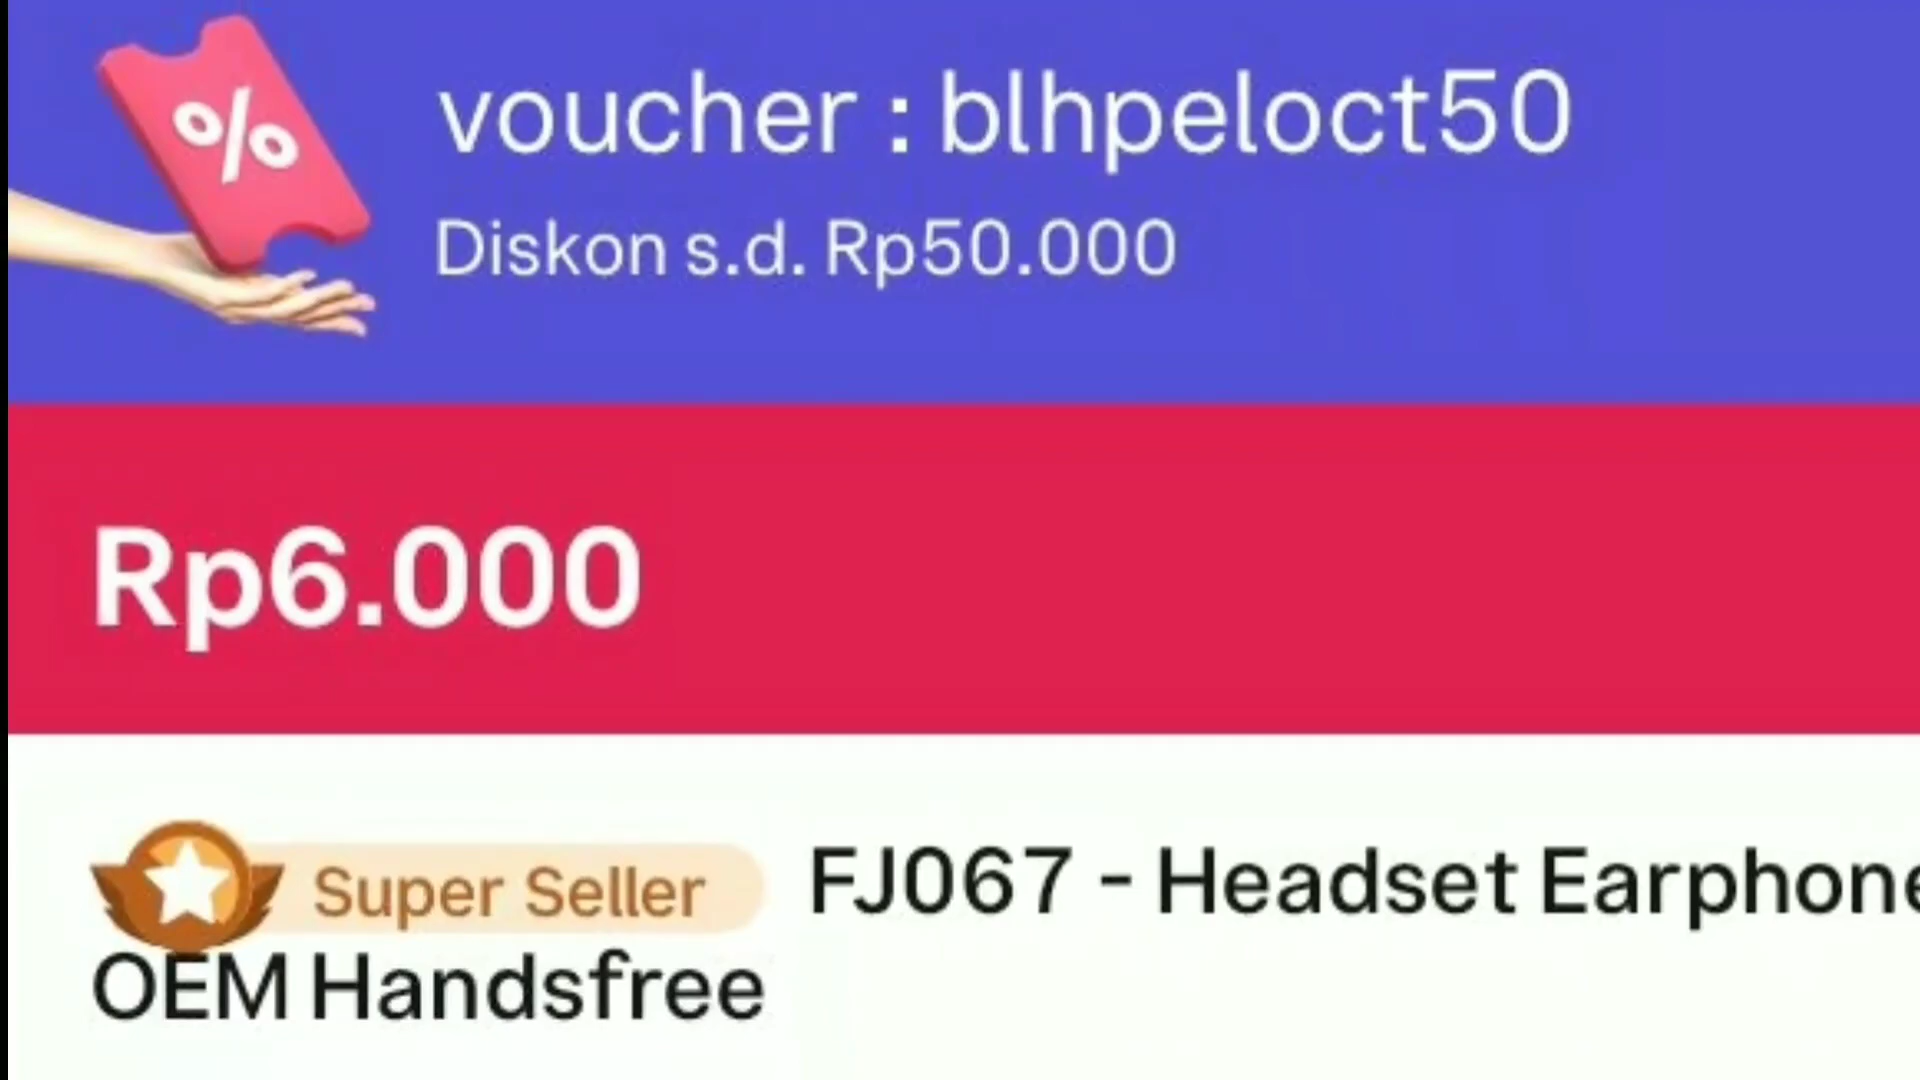 %
voucher : blhpeloct50
Diskon s.d. Rp50.000
Rp6.000
Super Seller FJ067 - Headset Earphone
OEM Handsfree